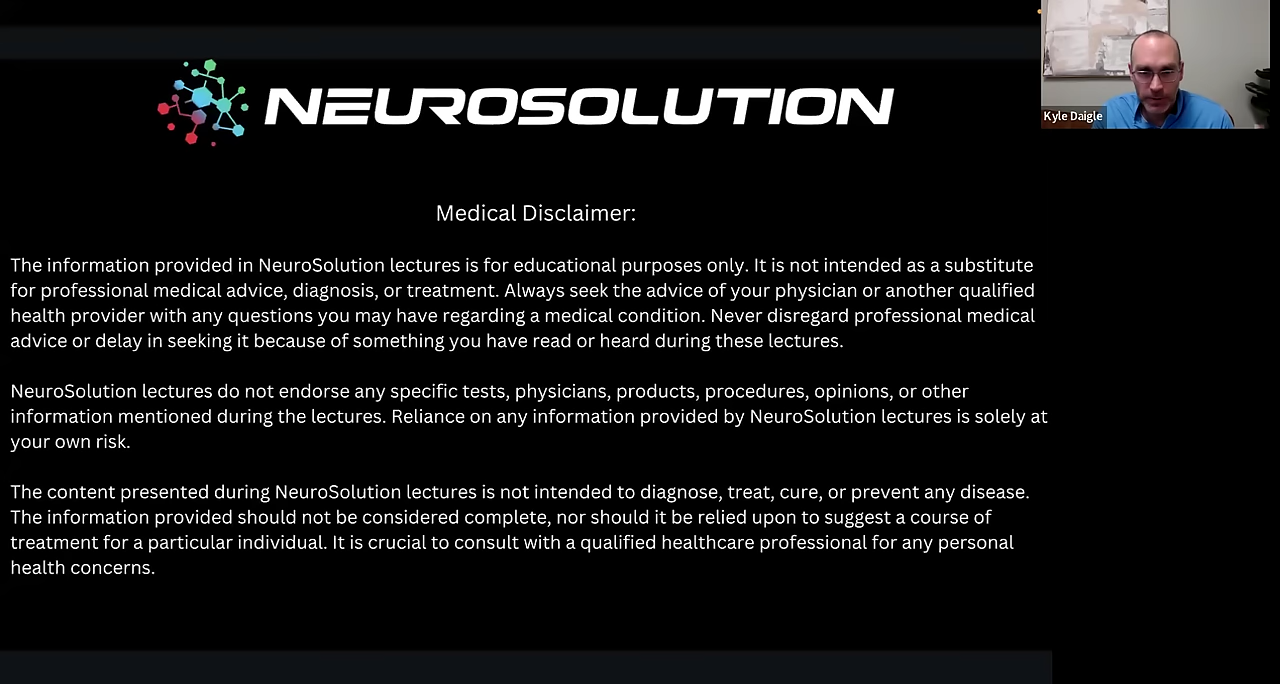 NEUROSOLUTION
Kyle Daigle
Medical Disclaimer:
The information provided in NeuroSolution lectures is for educational purposes only. It is not intended as a substitute
for professional medical advice, diagnosis, or treatment. Always seek the advice of your physician or another qualified
health provider with any questions you may have regarding a medical condition. Never disregard professional medical
advice or delay in seeking it because of something you have read or heard during these lectures.
NeuroSolution lectures do not endorse any specific tests, physicians, products, procedures, opinions, or other
information mentioned during the lectures. Reliance on any information provided by NeuroSolution lectures is solely at
your own risk.
The content presented during NeuroSolution lectures is not intended to diagnose, treat, cure, or prevent any disease.
The information provided should not be considered complete, nor should it be relied upon to suggest a course of
treatment for a particular individual. It is crucial to consult with a qualified healthcare professional for any personal
health concerns.